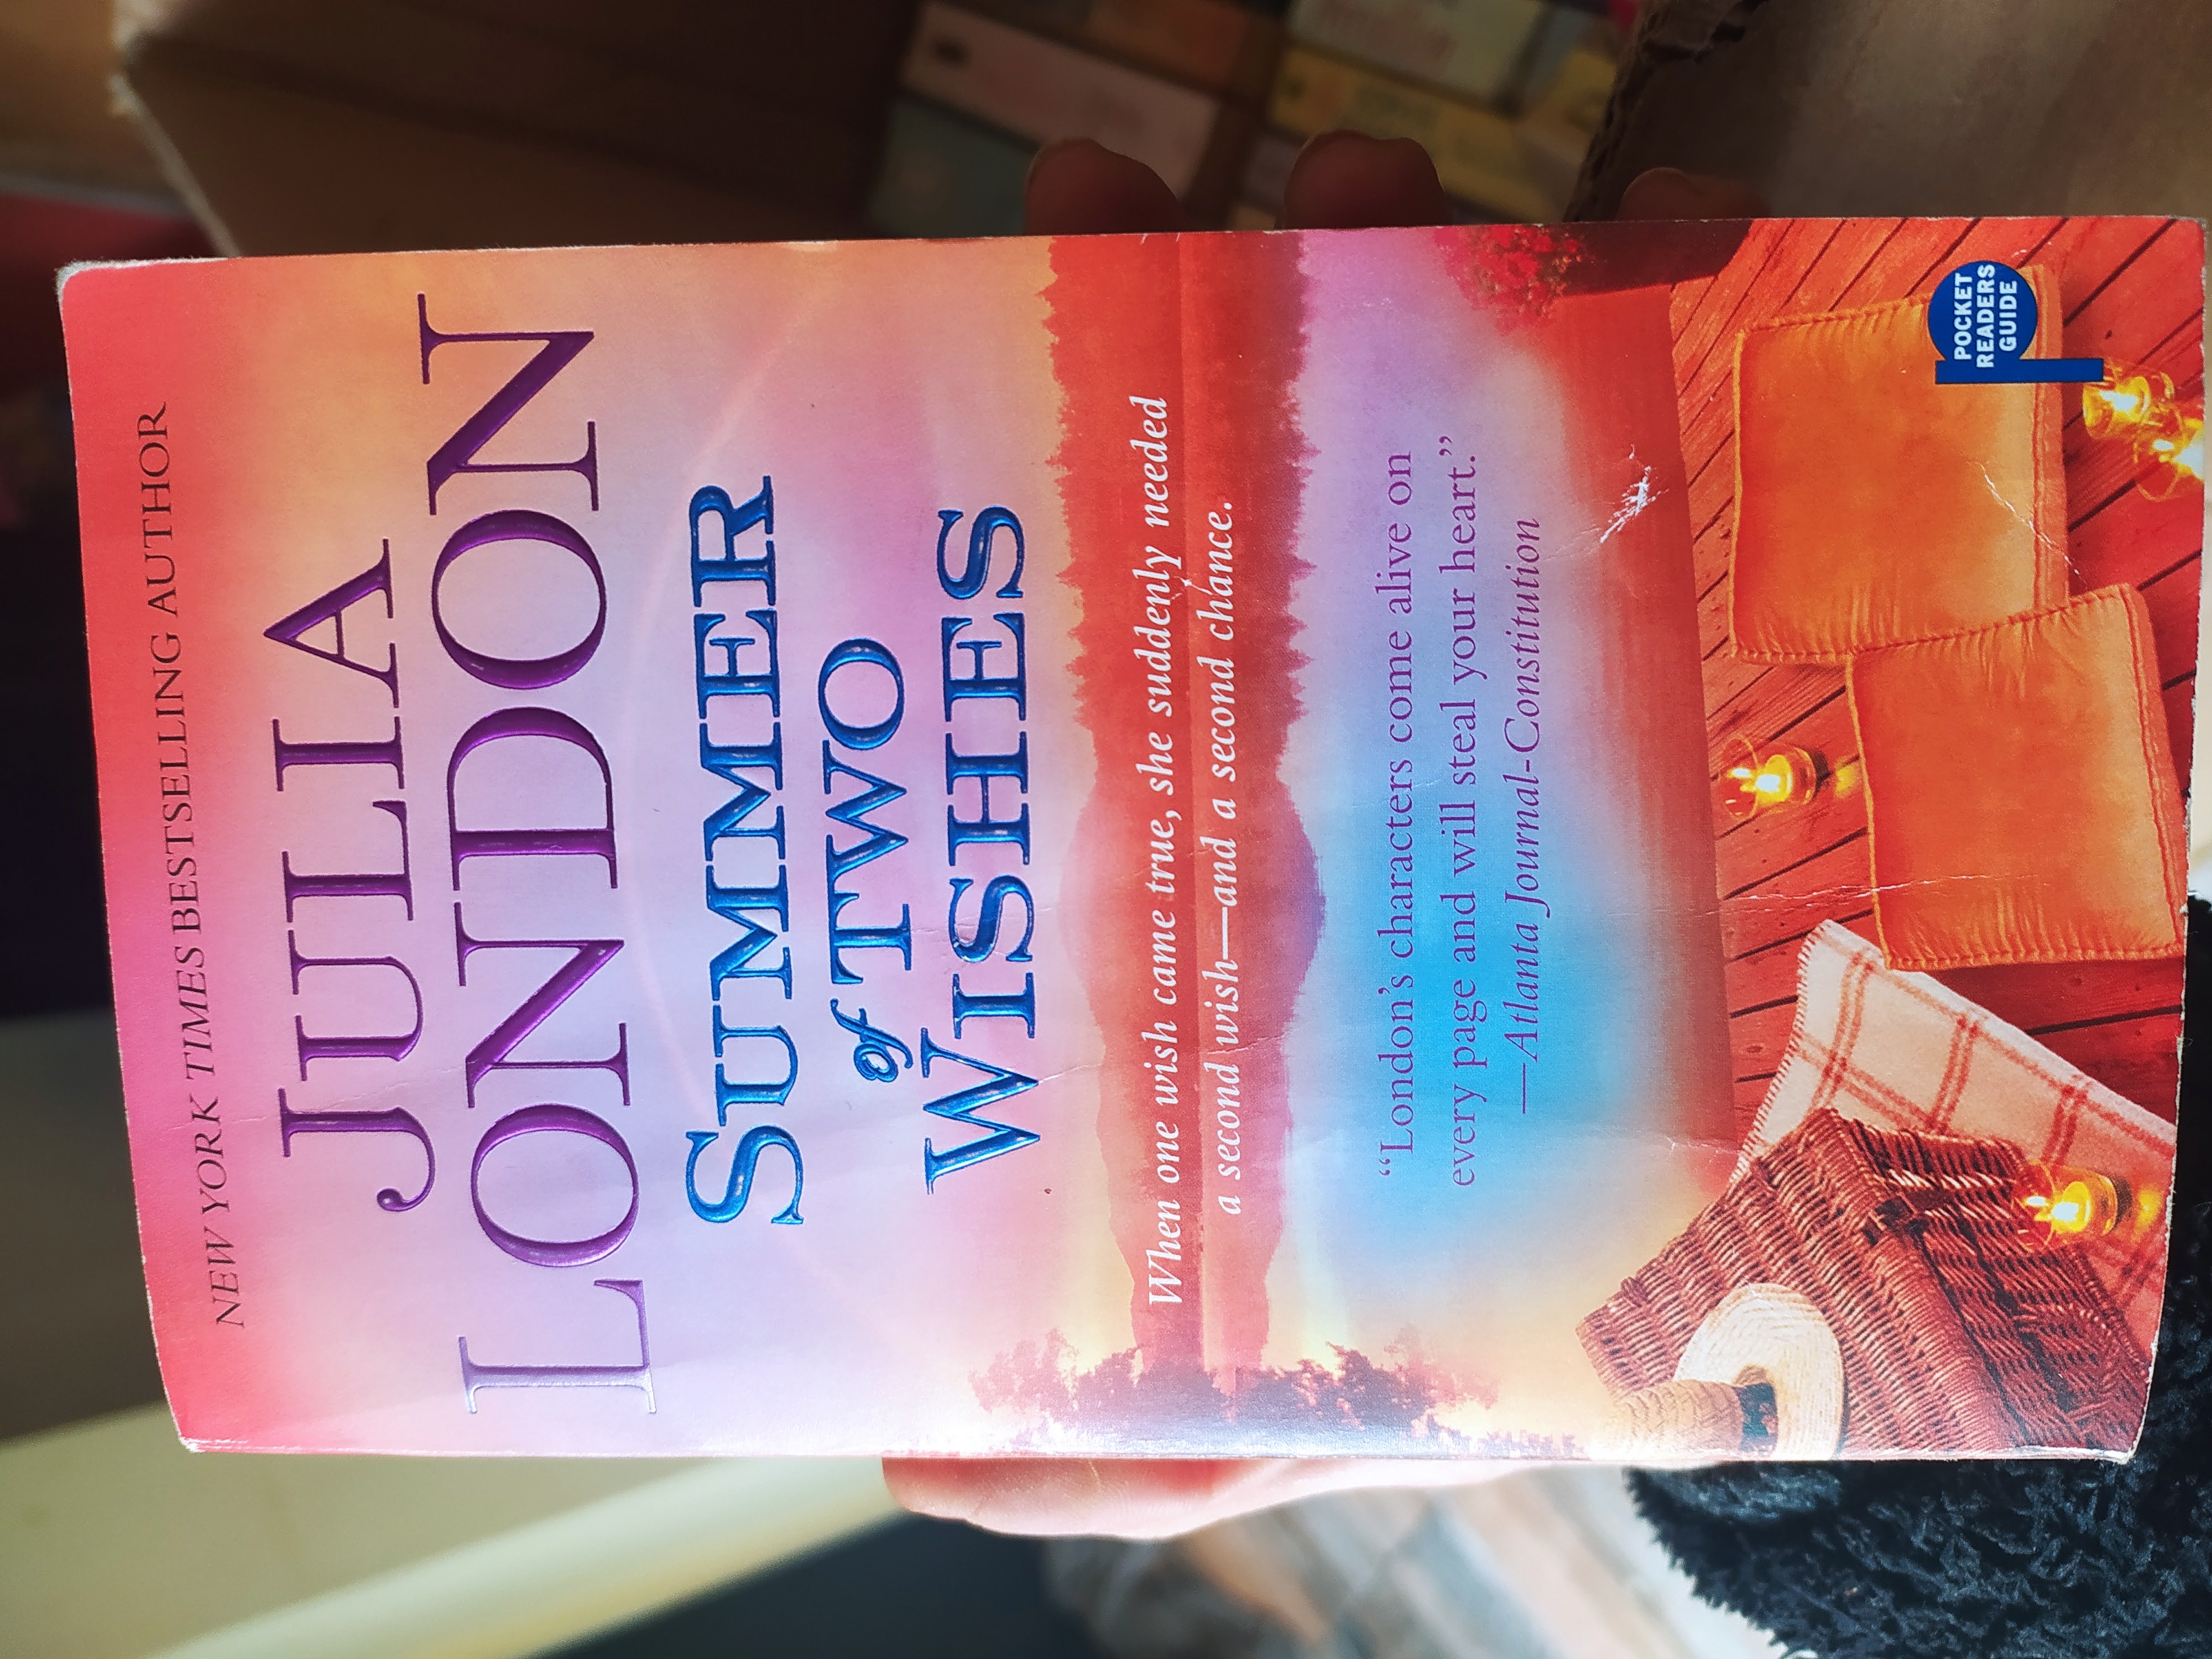 NEW YORK TIMES BESTSELLING AUTHOR
JULIA
LONDON
SUMMER
of TWO
WISHES
When one wish came true, she suddenly needed
a second wish—and a second chance.
“London’s characters come alive on
every page and will steal your heart.”
—Atlanta Journal-Constitution
POCKET
READERS
GUIDE